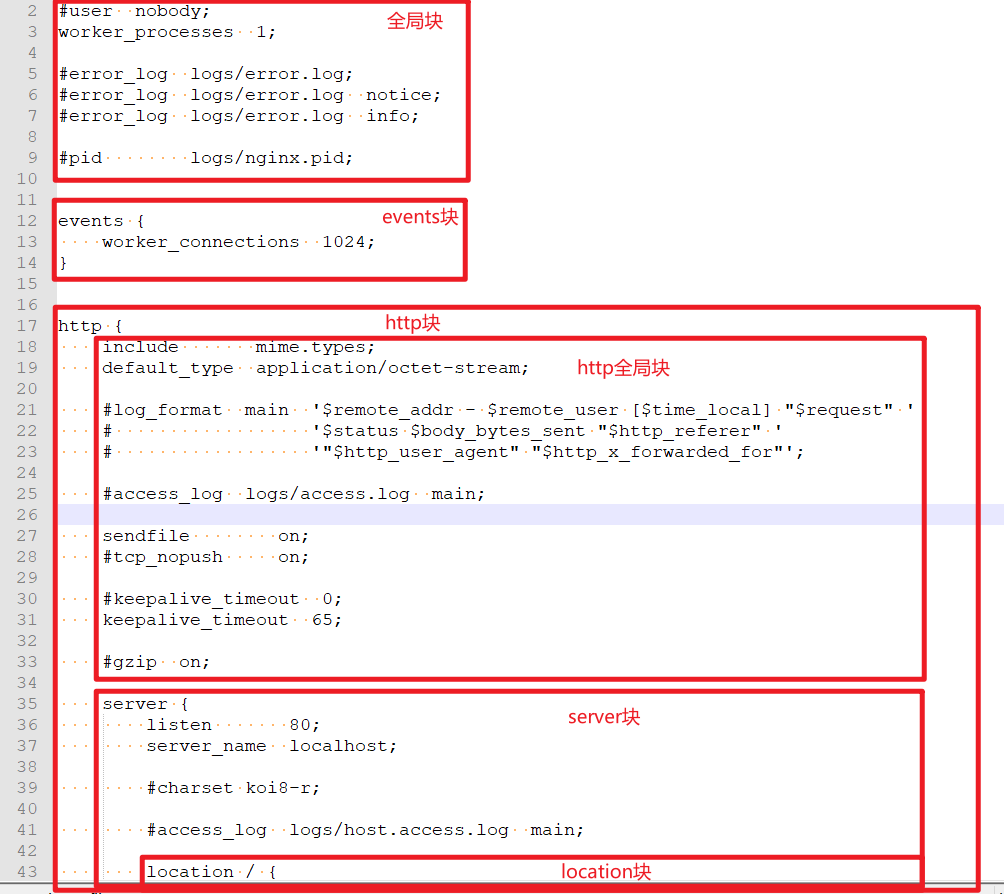 2 #user  nobody; 全局块
3 worker_processes  1;
4
5 #error_log  logs/error.log;
6 #error_log  logs/error.log  notice;
7 #error_log  logs/error.log  info;
8
9 #pid        logs/nginx.pid;
10
11
12 events { events块
13     worker_connections  1024;
14 }
15
16
17 http { http块
18     include       mime.types;
19     default_type  application/octet-stream; http全局块
20
21     #log_format  main  '$remote_addr - $remote_user [$time_local] "$request" '
22     #                  '$status $body_bytes_sent "$http_referer" '
23     #                  '"$http_user_agent" "$http_x_forwarded_for"';
24
25     #access_log  logs/access.log  main;
26
27     sendfile        on;
28     #tcp_nopush     on;
29
30     #keepalive_timeout  0;
31     keepalive_timeout  65;
32
33     #gzip  on;
34
35     server { server块
36         listen       80;
37         server_name  localhost;
38
39         #charset koi8-r;
40
41         #access_log  logs/host.access.log  main;
42
43         location / { location块